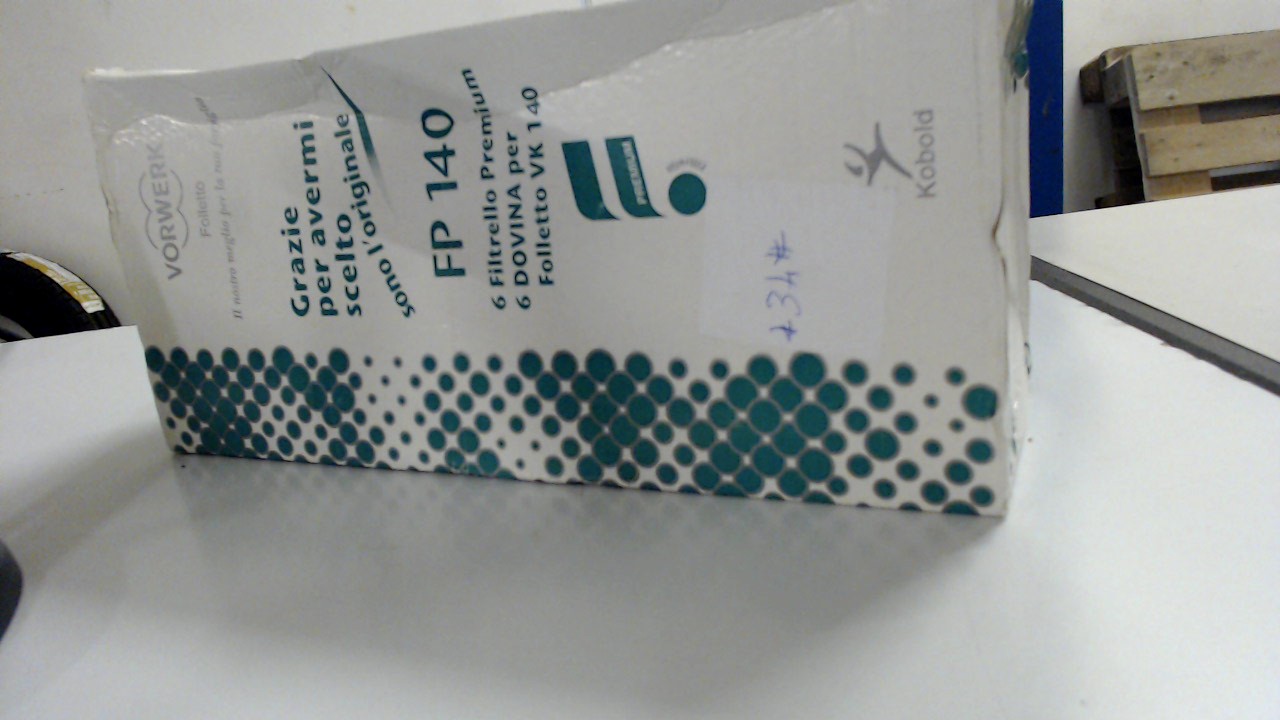 VORWERK
Folletto
Il nostro meglio per la tua famiglia
Grazie
per avermi
scelto
sono l'originale
FP 140
6 Filtrello Premium
6 DOVINA per
Folletto VK 140
PREMIUM
Kobold